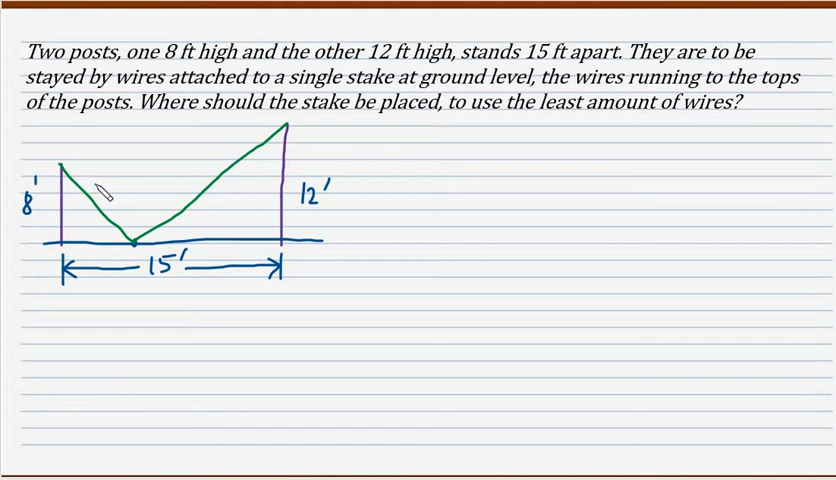 Two posts, one 8 ft high and the other 12 ft high, stands 15 ft apart. They are to be
stayed by wires attached to a single stake at ground level, the wires running to the tops
of the posts. Where should the stake be placed, to use the least amount of wires?
8'
12'
15'